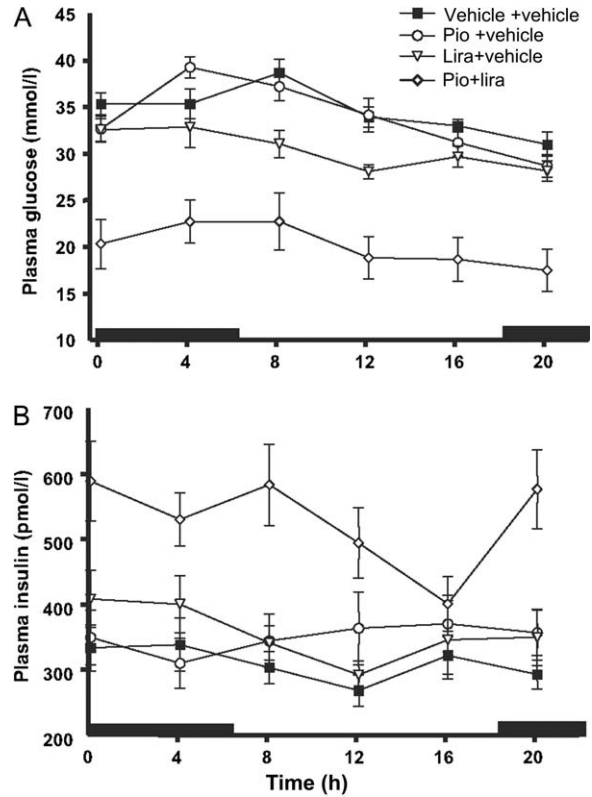 A
Vehicle +vehicle
Pio +vehicle
Lira+vehicle
Pio+lira
Plasma glucose (mmol/l)
45
40
35
30
25
20
15
10
0 4 8 12 16 20
B
Plasma insulin (pmol/l)
700
600
500
400
300
200
0 4 8 12 16 20
Time (h)